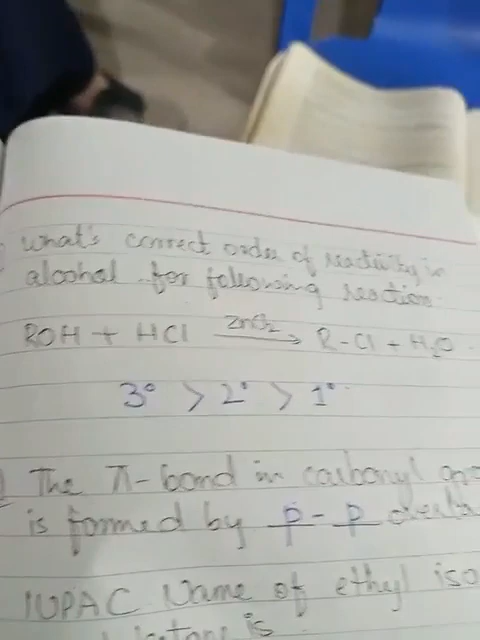 what's correct order of reactivity in
alcohal for following reaction
ROH + HCl ZnCl2 → R-Cl + H2O.
3° > 2° > 1°
The π-bond in carbonyl
is formed by p - p
IUPAC Name of ethyl iso
is